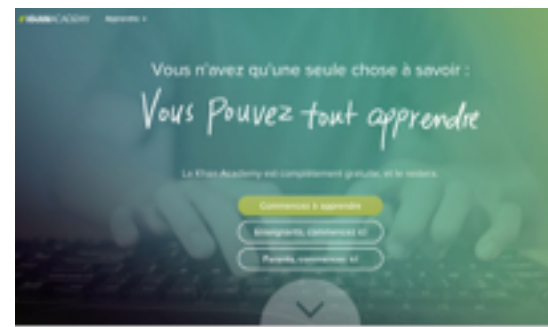 KHANACADEMY Apprendre
Vous n'avez qu'une seule chose à savoir :
Vous Pouvez tout apprendre
La Khan Academy est complètement gratuite, et le restera.
Commencez à apprendre
Enseignants, commencez ici
Parents, commencez ici